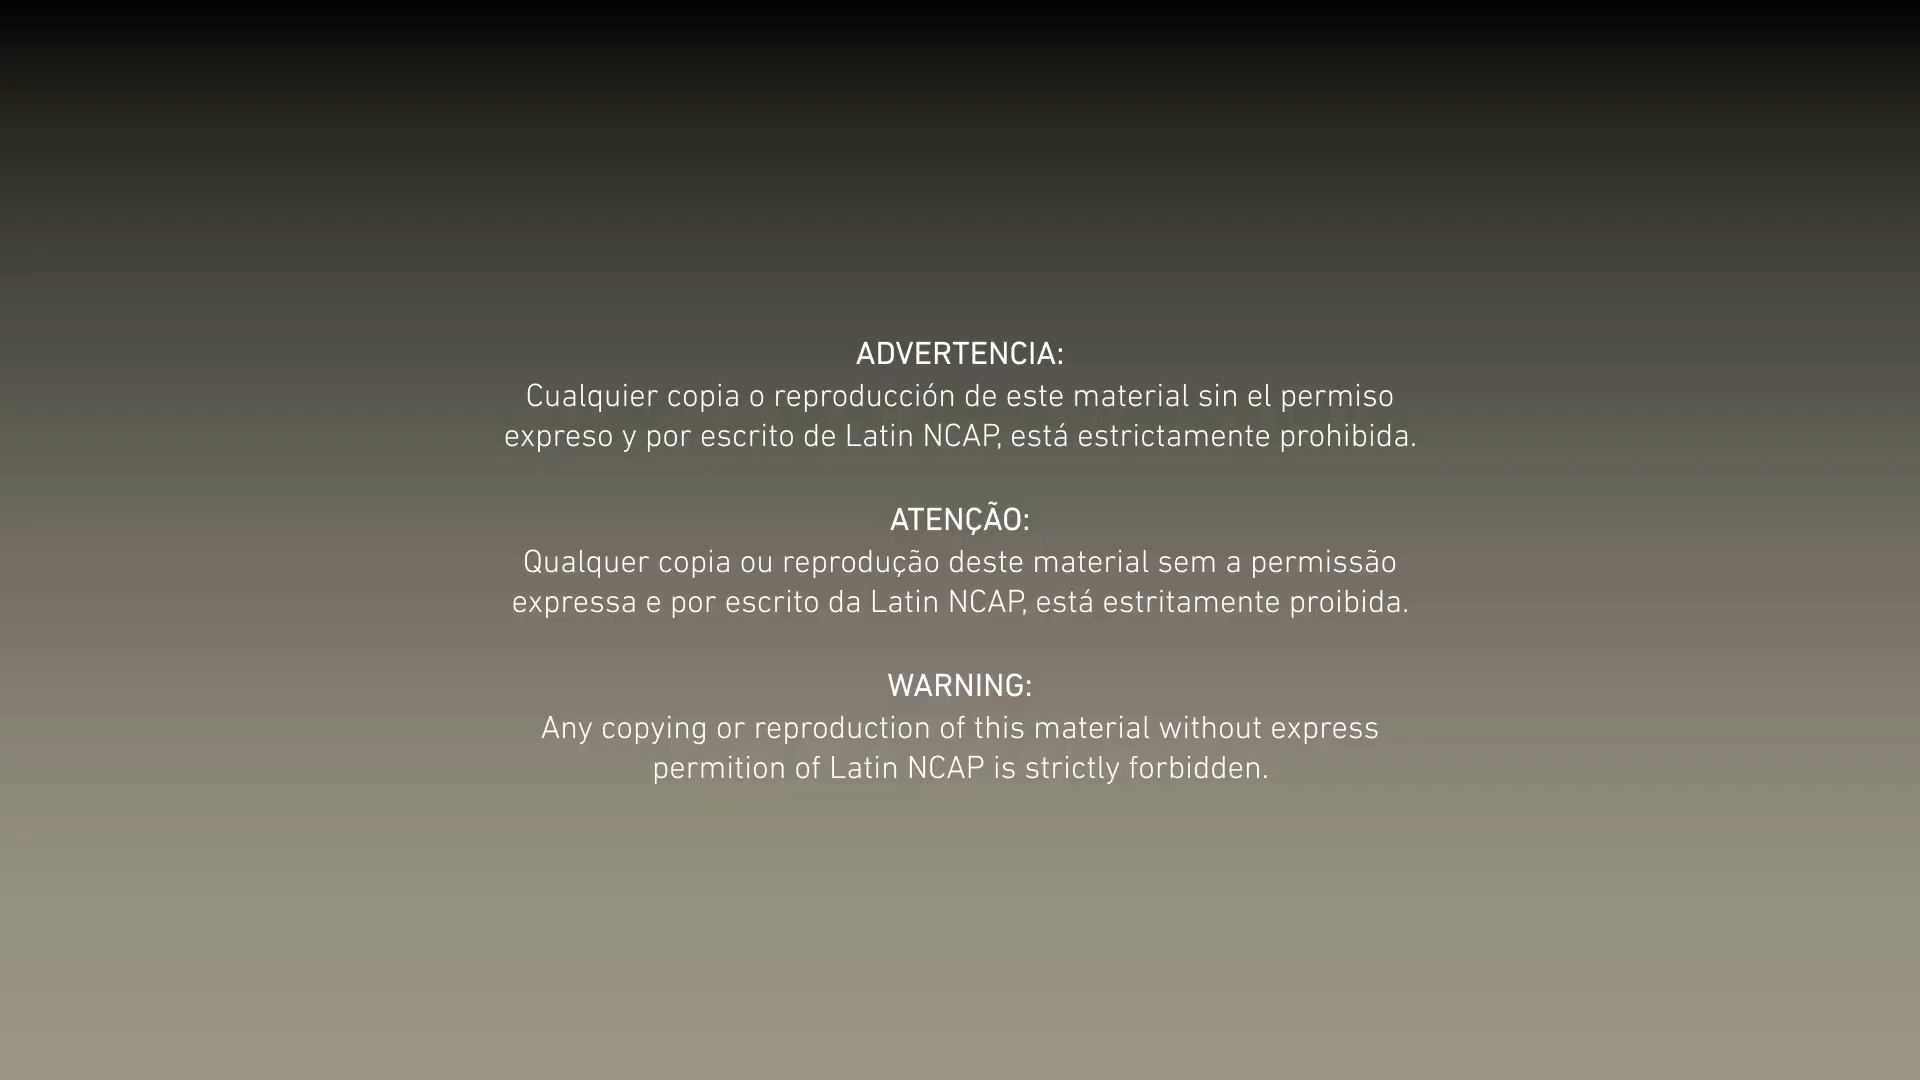 ADVERTENCIA:
Cualquier copia o reproducción de este material sin el permiso
expreso y por escrito de Latin NCAP, está estrictamente prohibida.
ATENÇÃO:
Qualquer copia ou reprodução deste material sem a permissão
expressa e por escrito da Latin NCAP, está estritamente proibida.
WARNING:
Any copying or reproduction of this material without express
permition of Latin NCAP is strictly forbidden.